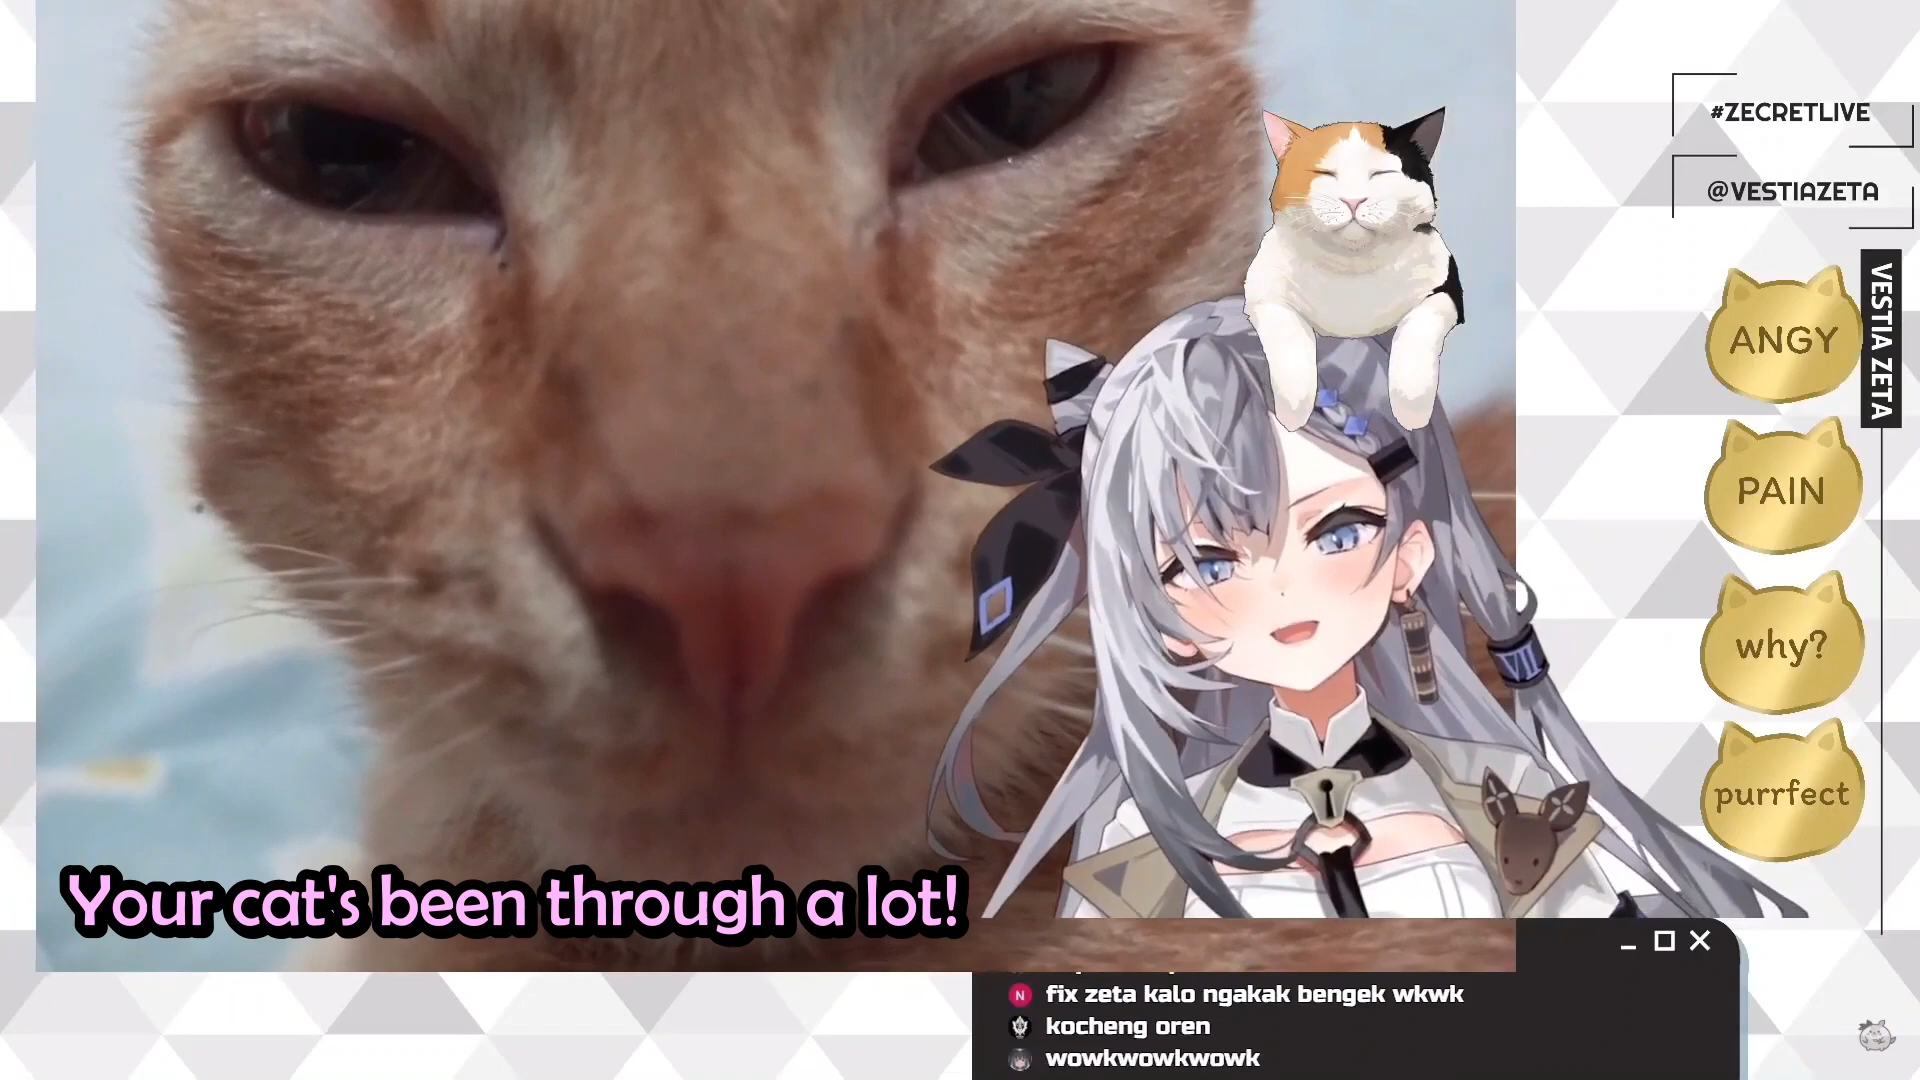 #ZECRETLIVE
@VESTIAZETA
VESTIA ZETA
ANGY
PAIN
why?
purrfect
VII
Your cat's been through a lot!
N
fix zeta kalo ngakak bengek wkwk
kocheng oren
wowkwowkwowk